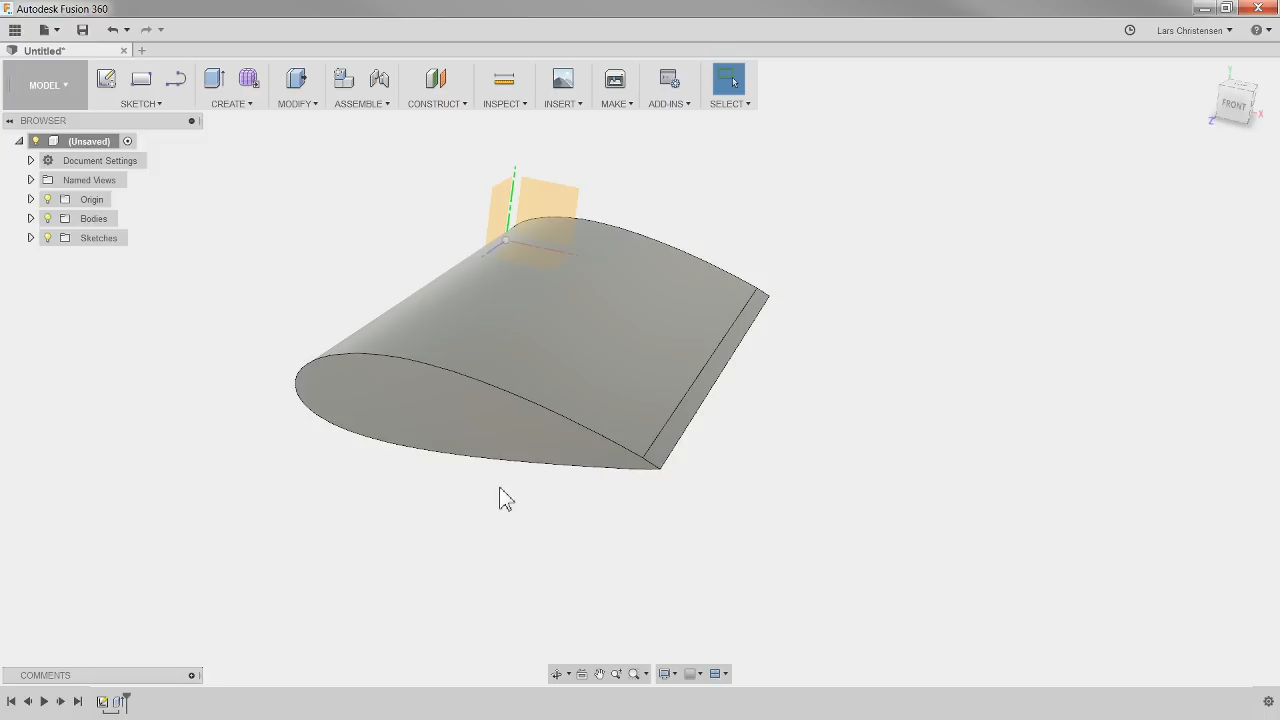 Autodesk Fusion 360
Lars Christensen
Untitled*
MODEL
SKETCH
CREATE
MODIFY
ASSEMBLE
CONSTRUCT
INSPECT
INSERT
MAKE
ADD-INS
SELECT
BROWSER
(Unsaved)
Document Settings
Named Views
Origin
Bodies
Sketches
FRONT
Z
X
COMMENTS